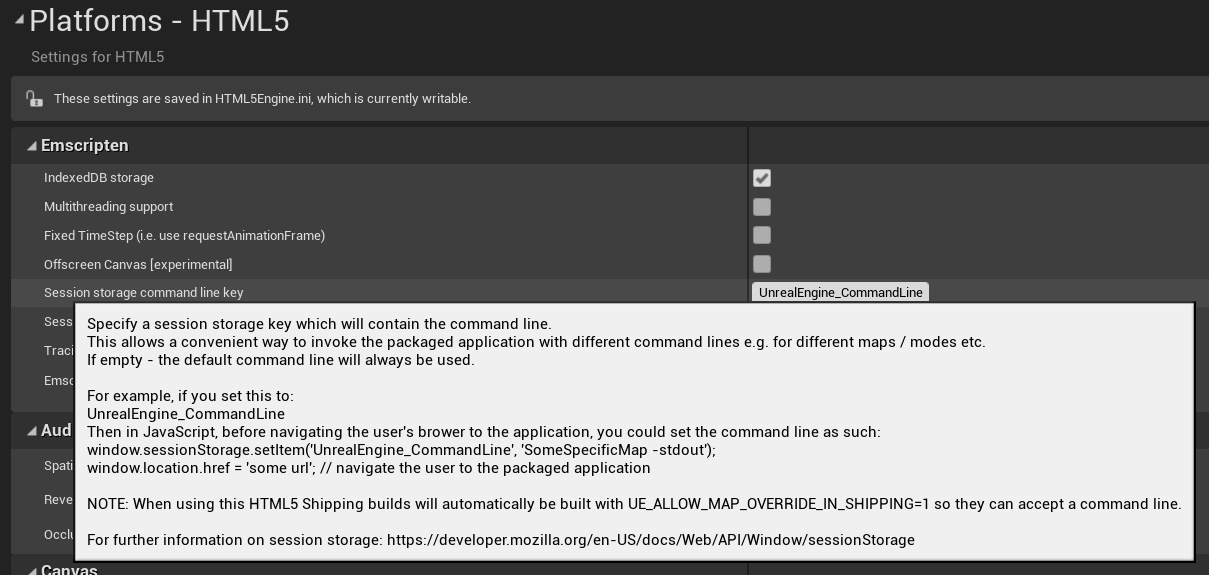 Platforms - HTML5
Settings for HTML5
These settings are saved in HTML5Engine.ini, which is currently writable.
Emscripten
IndexedDB storage
Multithreading support
Fixed TimeStep (i.e. use requestAnimationFrame)
Offscreen Canvas [experimental]
Session storage command line key
UnrealEngine_CommandLine
Sess
Traci
Emsc
Aud
Spati
Reve
Occlu
Canvas
Specify a session storage key which will contain the command line.
This allows a convenient way to invoke the packaged application with different command lines e.g. for different maps / modes etc.
If empty - the default command line will always be used.
For example, if you set this to:
UnrealEngine_CommandLine
Then in JavaScript, before navigating the user's brower to the application, you could set the command line as such:
window.sessionStorage.setItem('UnrealEngine_CommandLine', 'SomeSpecificMap -stdout');
window.location.href = 'some url'; // navigate the user to the packaged application
NOTE: When using this HTML5 Shipping builds will automatically be built with UE_ALLOW_MAP_OVERRIDE_IN_SHIPPING=1 so they can accept a command line.
For further information on session storage: https://developer.mozilla.org/en-US/docs/Web/API/Window/sessionStorage